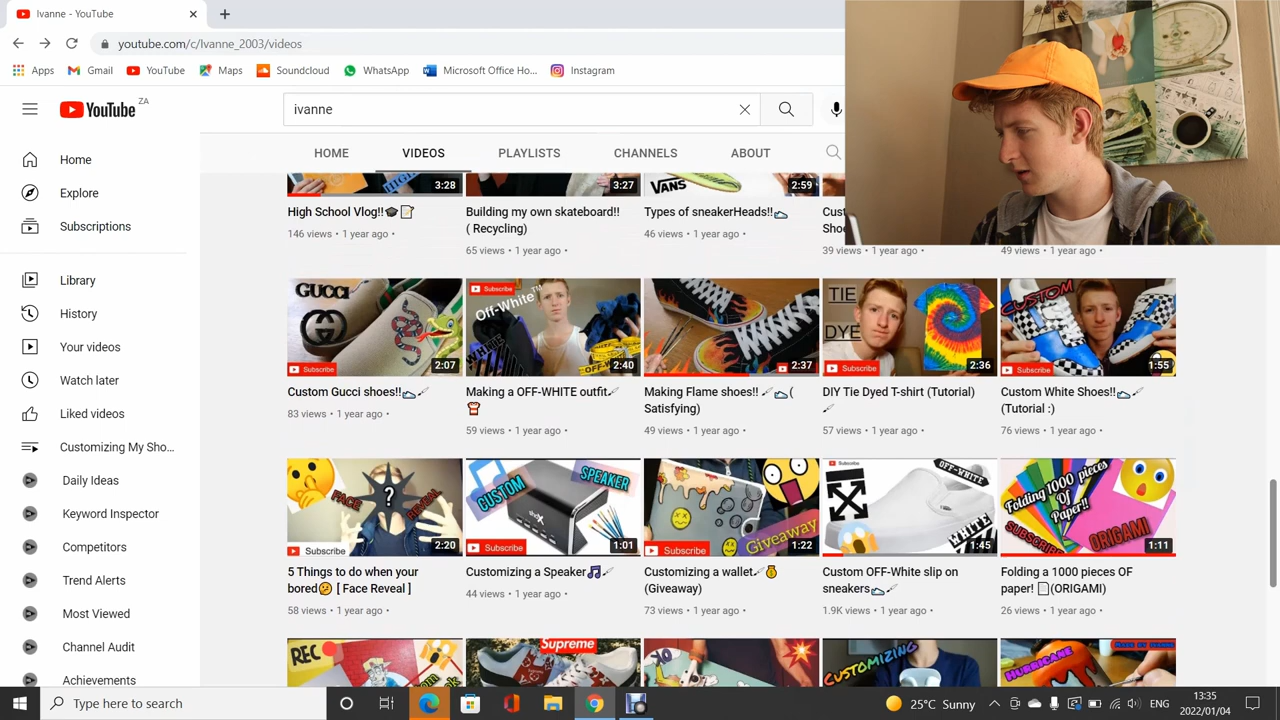 Ivanne - YouTube
youtube.com/c/Ivanne_2003/videos
Apps Gmail YouTube Maps Soundcloud WhatsApp Microsoft Office Ho... Instagram
YouTube ZA
ivanne
HOME VIDEOS PLAYLISTS CHANNELS ABOUT
Home
Explore
Subscriptions
Library
History
Your videos
Watch later
Liked videos
Customizing My Sho...
Daily Ideas
Keyword Inspector
Competitors
Trend Alerts
Most Viewed
Channel Audit
Achievements
3:28 3:27 VANS 2:59
High School Vlog!!🎓📝
146 views • 1 year ago •
Building my own skateboard!!
( Recycling)
65 views • 1 year ago •
Types of sneakerHeads!!👟
46 views • 1 year ago •
39 views • 1 year ago •
49 views • 1 year ago •
GUCCI
Subscribe
2:07
Custom Gucci shoes!!👟🖌
83 views • 1 year ago •
Subscribe
Off-White™
WHITE
2:40
Making a OFF-WHITE outfit🖌
👕
59 views • 1 year ago •
2:37
Making Flame shoes!! 🖌👟(
Satisfying)
49 views • 1 year ago •
TIE
DYE
Subscribe
2:36
DIY Tie Dyed T-shirt (Tutorial)
🖌
57 views • 1 year ago •
CUSTOM
Subscribe
1:55
Custom White Shoes!!👟🖌
(Tutorial :)
76 views • 1 year ago •
?
Subscribe
2:20
5 Things to do when your
bored🤔 [ Face Reveal ]
58 views • 1 year ago •
CUSTOM
SPEAKER
Subscribe
1:01
Customizing a Speaker🎵🖌
44 views • 1 year ago •
Giveaway
Subscribe
1:22
Customizing a wallet🖌💰
(Giveaway)
73 views • 1 year ago •
Subscribe
OFF-WHITE
WHITE
1:45
Custom OFF-White slip on
sneakers👟🖌
1.9K views • 1 year ago •
Folding 1000 pieces
Of
Paper!!
SUBSCRIBE
ORIGAMI
1:11
Folding a 1000 pieces OF
paper! 📄(ORIGAMI)
26 views • 1 year ago •
REC
Supreme
CUSTOMIZING
HURRICANE
MADE BY IVANNE
Type here to search
25°C Sunny
ENG
13:35
2022/01/04